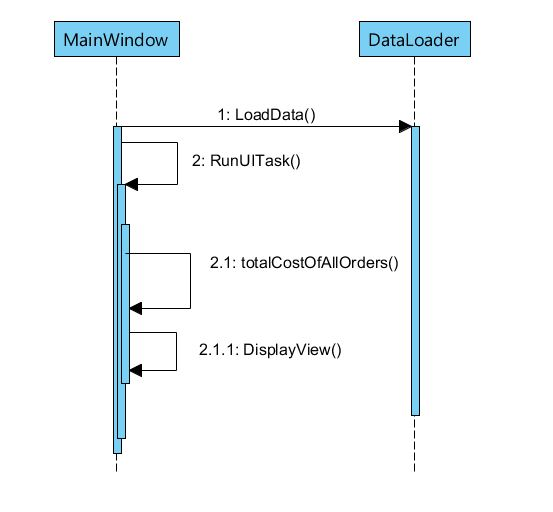 MainWindow
DataLoader
1: LoadData()
2: RunUITask()
2.1: totalCostOfAllOrders()
2.1.1: DisplayView()